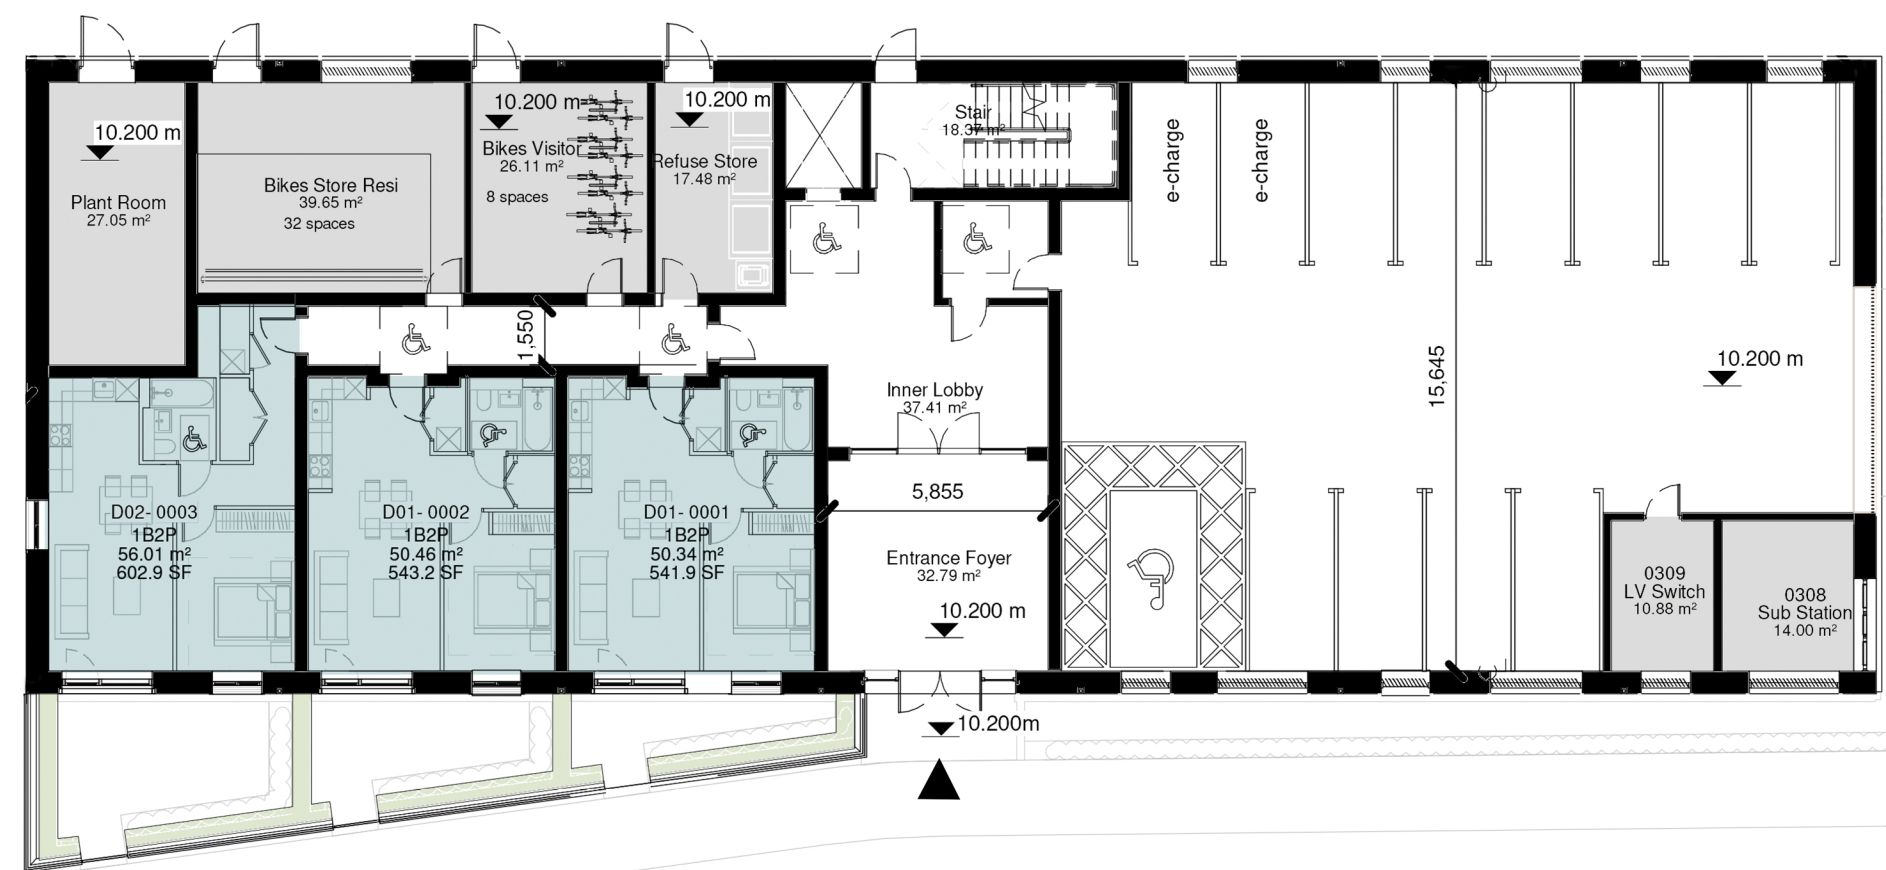 10.200 m
Plant Room
27.05 m²
Bikes Store Resi
39.65 m²
32 spaces
10.200 m
Bikes Visitor
26.11 m²
8 spaces
10.200 m
Refuse Store
17.48 m²
Stair
18.37 m²
e-charge
e-charge
1,550
15,645
10.200 m
Inner Lobby
37.41 m²
5,855
Entrance Foyer
32.79 m²
10.200 m
10.200m
D02- 0003
1B2P
56.01 m²
602.9 SF
D01- 0002
1B2P
50.46 m²
543.2 SF
D01- 0001
1B2P
50.34 m²
541.9 SF
0309
LV Switch
10.88 m²
0308
Sub Station
14.00 m²